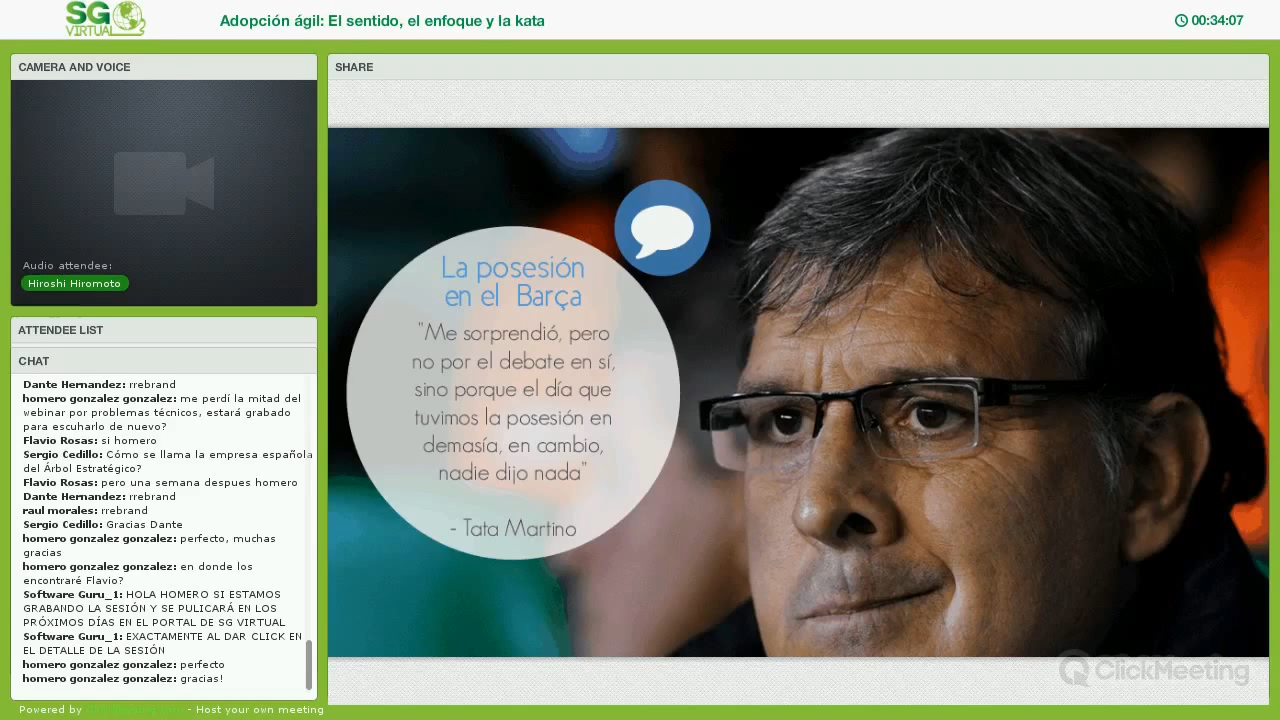 SG
VIRTUAL
Adopción ágil: El sentido, el enfoque y la kata
00:34:07
CAMERA AND VOICE
Audio attendee:
Hiroshi Hiromoto
ATTENDEE LIST
CHAT
Dante Hernandez: rrebrand
homero gonzalez gonzalez: me perdí la mitad del
webinar por problemas técnicos, estará grabado
para escuharlo de nuevo?
Flavio Rosas: si homero
Sergio Cedillo: Cómo se llama la empresa española
del Árbol Estratégico?
Flavio Rosas: pero una semana despues homero
Dante Hernandez: rrebrand
raul morales: rrebrand
Sergio Cedillo: Gracias Dante
homero gonzalez gonzalez: perfecto, muchas
gracias
homero gonzalez gonzalez: en donde los
encontraré Flavio?
Software Guru_1: HOLA HOMERO SI ESTAMOS
GRABANDO LA SESIÓN Y SE PULICARÁ EN LOS
PRÓXIMOS DÍAS EN EL PORTAL DE SG VIRTUAL
Software Guru_1: EXACTAMENTE AL DAR CLICK EN
EL DETALLE DE LA SESIÓN
homero gonzalez gonzalez: perfecto
homero gonzalez gonzalez: gracias!
Powered by - Host your own meeting
SHARE
La posesión
en el Barça
"Me sorprendió, pero
no por el debate en sí,
sino porque el día que
tuvimos la posesión en
demasía, en cambio,
nadie dijo nada"
- Tata Martino
ClickMeeting